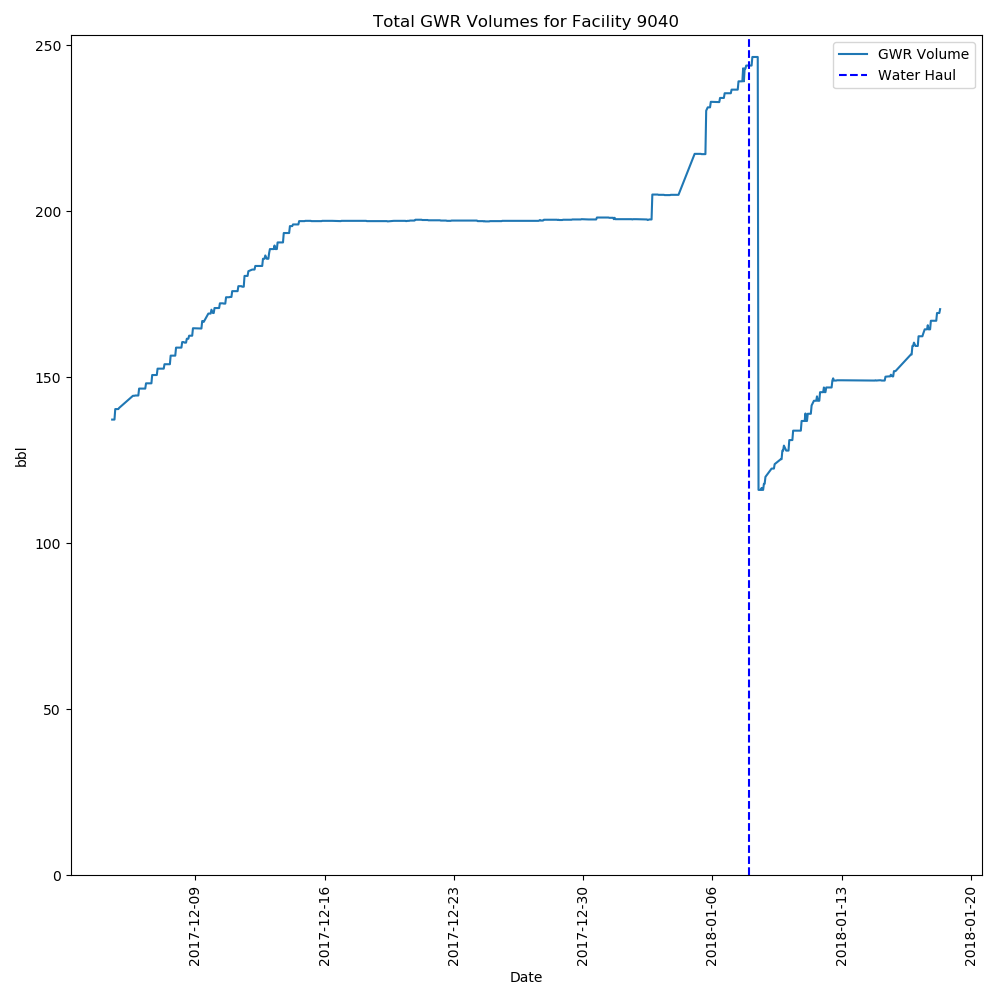 Total GWR Volumes for Facility 9040
GWR Volume
Water Haul
250
200
150
100
50
0
bbl
2017-12-09
2017-12-16
2017-12-23
2017-12-30
2018-01-06
2018-01-13
2018-01-20
Date